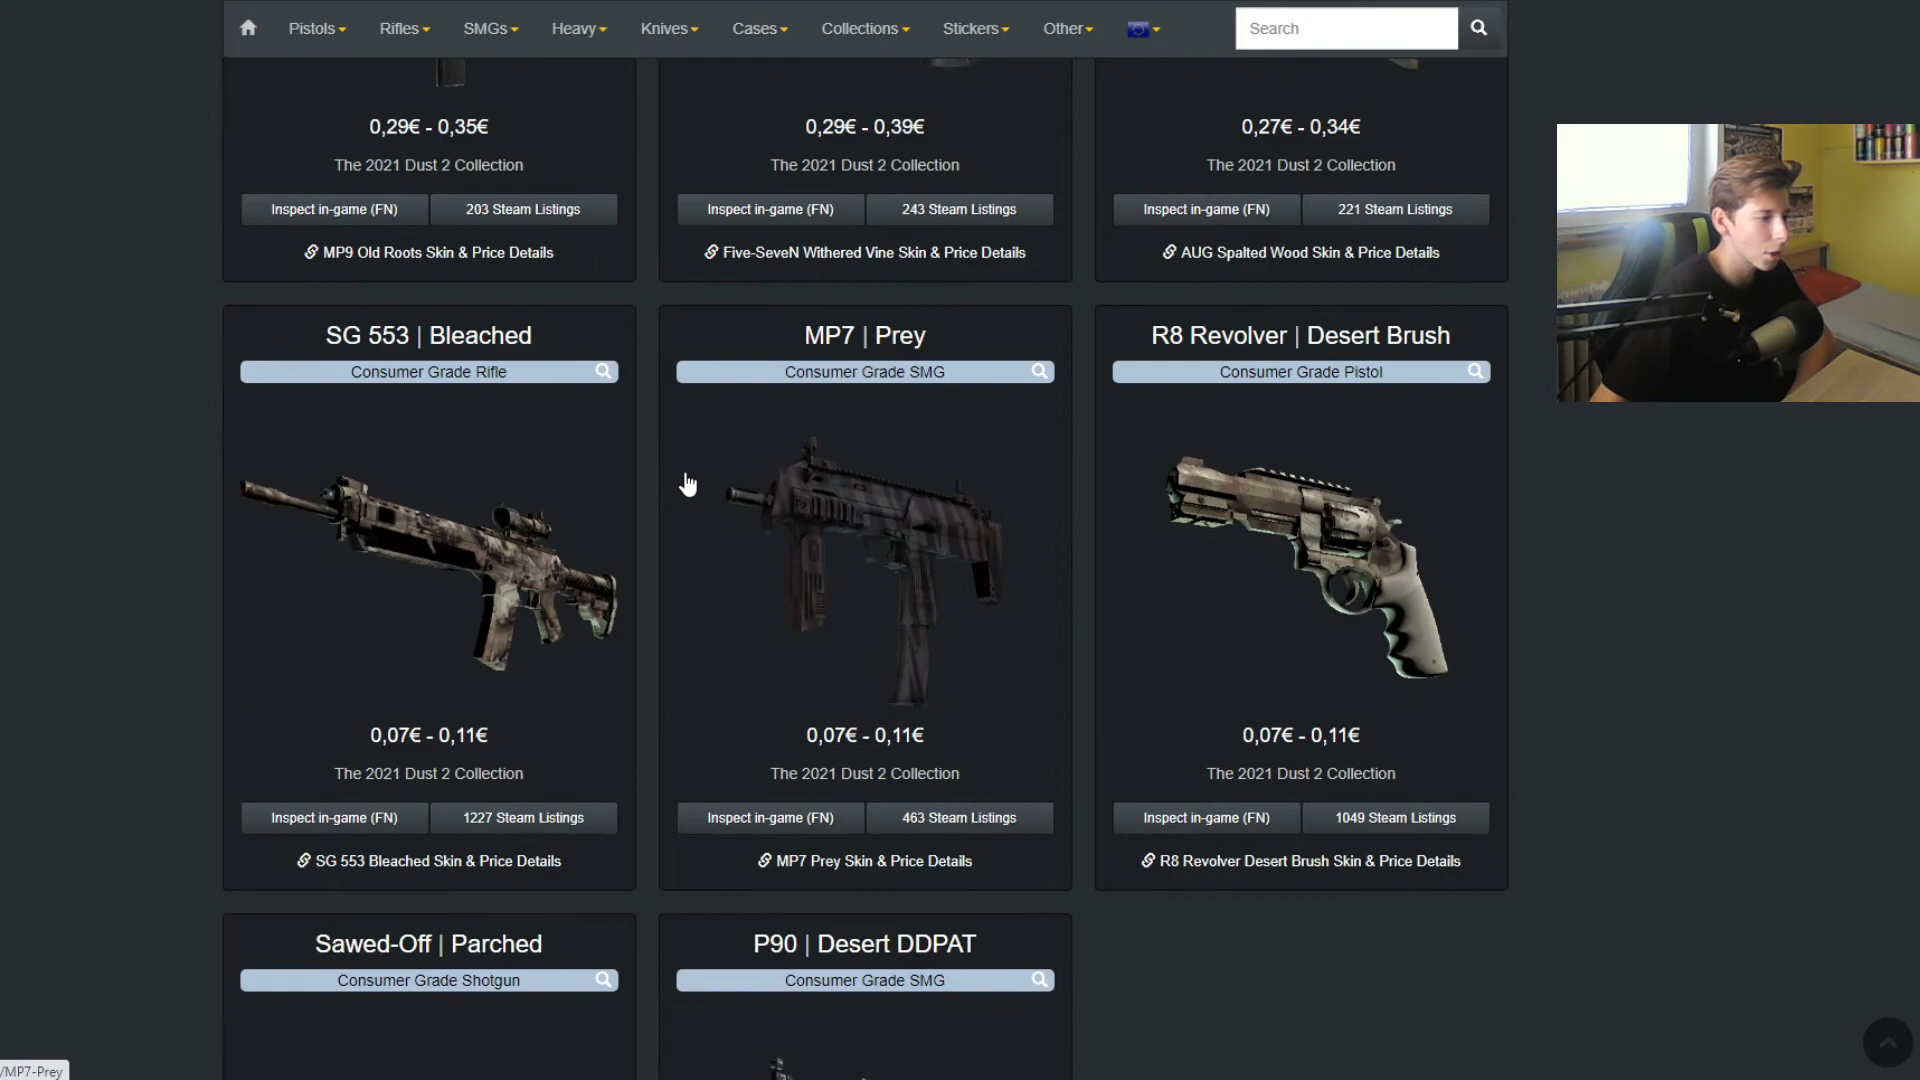 Pistols Rifles SMGs Heavy Knives Cases Collections Stickers Other Search
0,29€ - 0,35€ 0,29€ - 0,39€ 0,27€ - 0,34€
The 2021 Dust 2 Collection The 2021 Dust 2 Collection The 2021 Dust 2 Collection
Inspect in-game (FN) 203 Steam Listings Inspect in-game (FN) 243 Steam Listings Inspect in-game (FN) 221 Steam Listings
MP9 Old Roots Skin & Price Details Five-SeveN Withered Vine Skin & Price Details AUG Spalted Wood Skin & Price Details
SG 553 | Bleached MP7 | Prey R8 Revolver | Desert Brush
Consumer Grade Rifle Consumer Grade SMG Consumer Grade Pistol
0,07€ - 0,11€ 0,07€ - 0,11€ 0,07€ - 0,11€
The 2021 Dust 2 Collection The 2021 Dust 2 Collection The 2021 Dust 2 Collection
Inspect in-game (FN) 1227 Steam Listings Inspect in-game (FN) 463 Steam Listings Inspect in-game (FN) 1049 Steam Listings
SG 553 Bleached Skin & Price Details MP7 Prey Skin & Price Details R8 Revolver Desert Brush Skin & Price Details
Sawed-Off | Parched P90 | Desert DDPAT
Consumer Grade Shotgun Consumer Grade SMG
/MP7-Prey